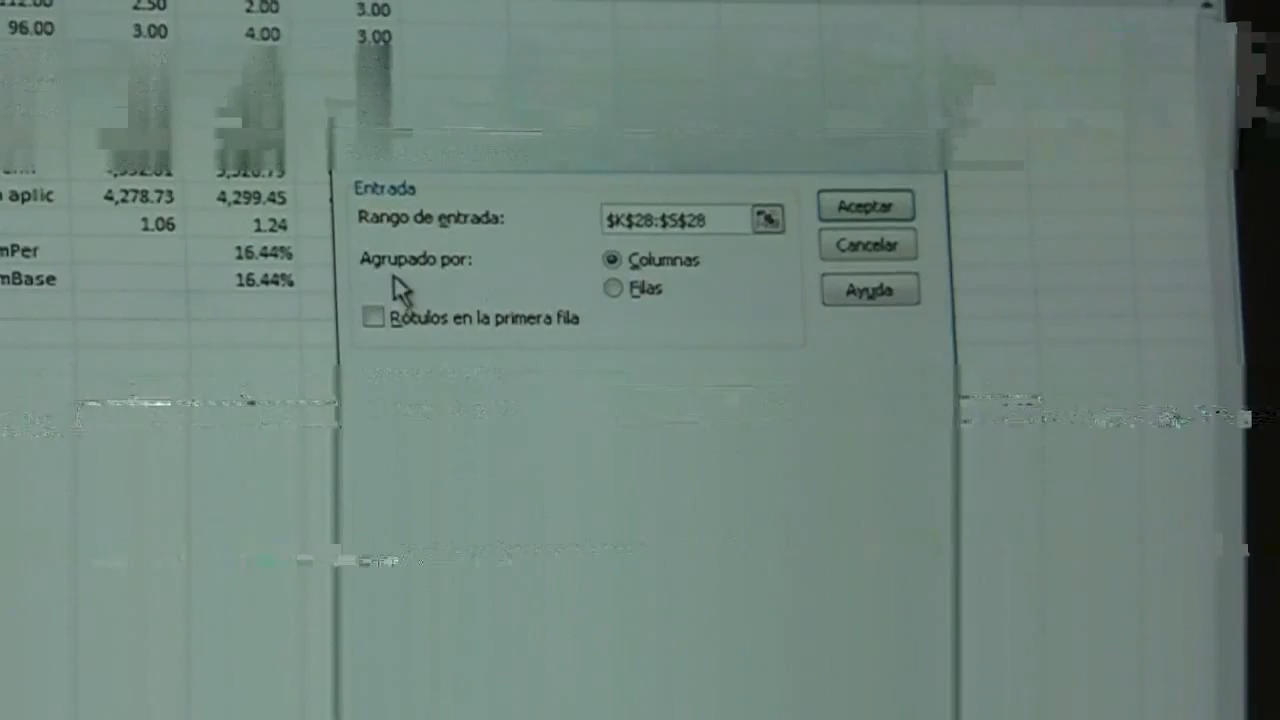 2.50 2.00 3.00
96.00 3.00 4.00 3.00
aplic 4,278.73 4,299.45
1.06 1.24
mPer 16.44%
mBase 16.44%
Entrada
Rango de entrada: $K$28:$S$28
Agrupado por: Columnas
Filas
Rótulos en la primera fila
Aceptar
Cancelar
Ayuda